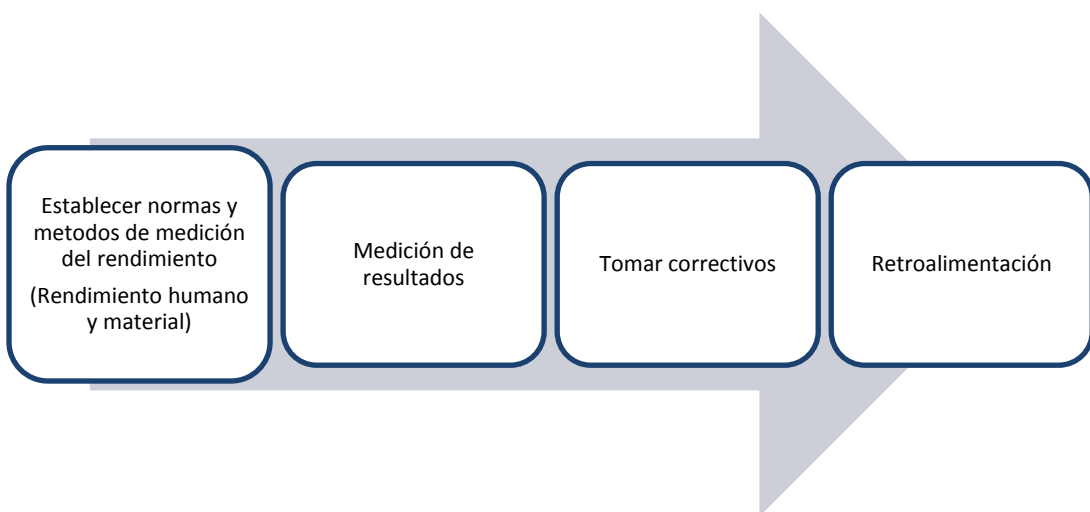 Establecer normas y
metodos de medición
del rendimiento
(Rendimiento humano
y material)
Medición de
resultados
Tomar correctivos
Retroalimentación